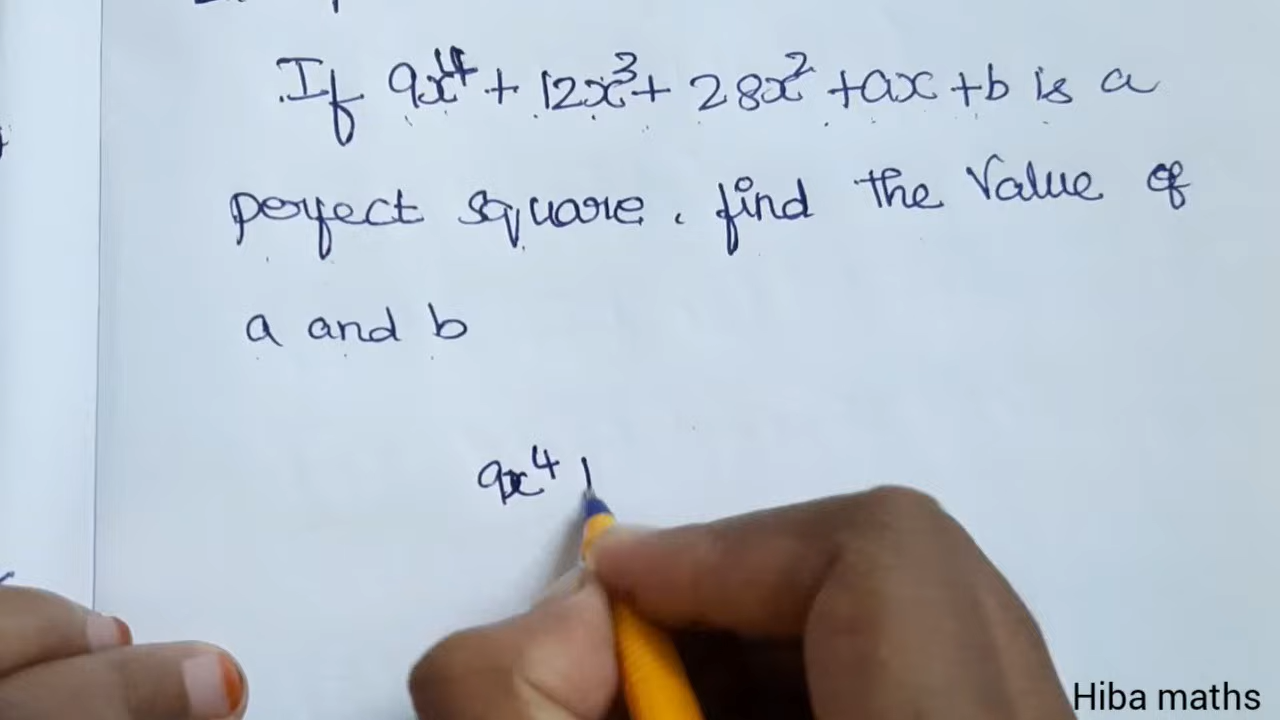 If 9x⁴ + 12x³ + 28x² + ax + b is a
perfect square. find the value of
a and b
9x⁴
Hiba maths